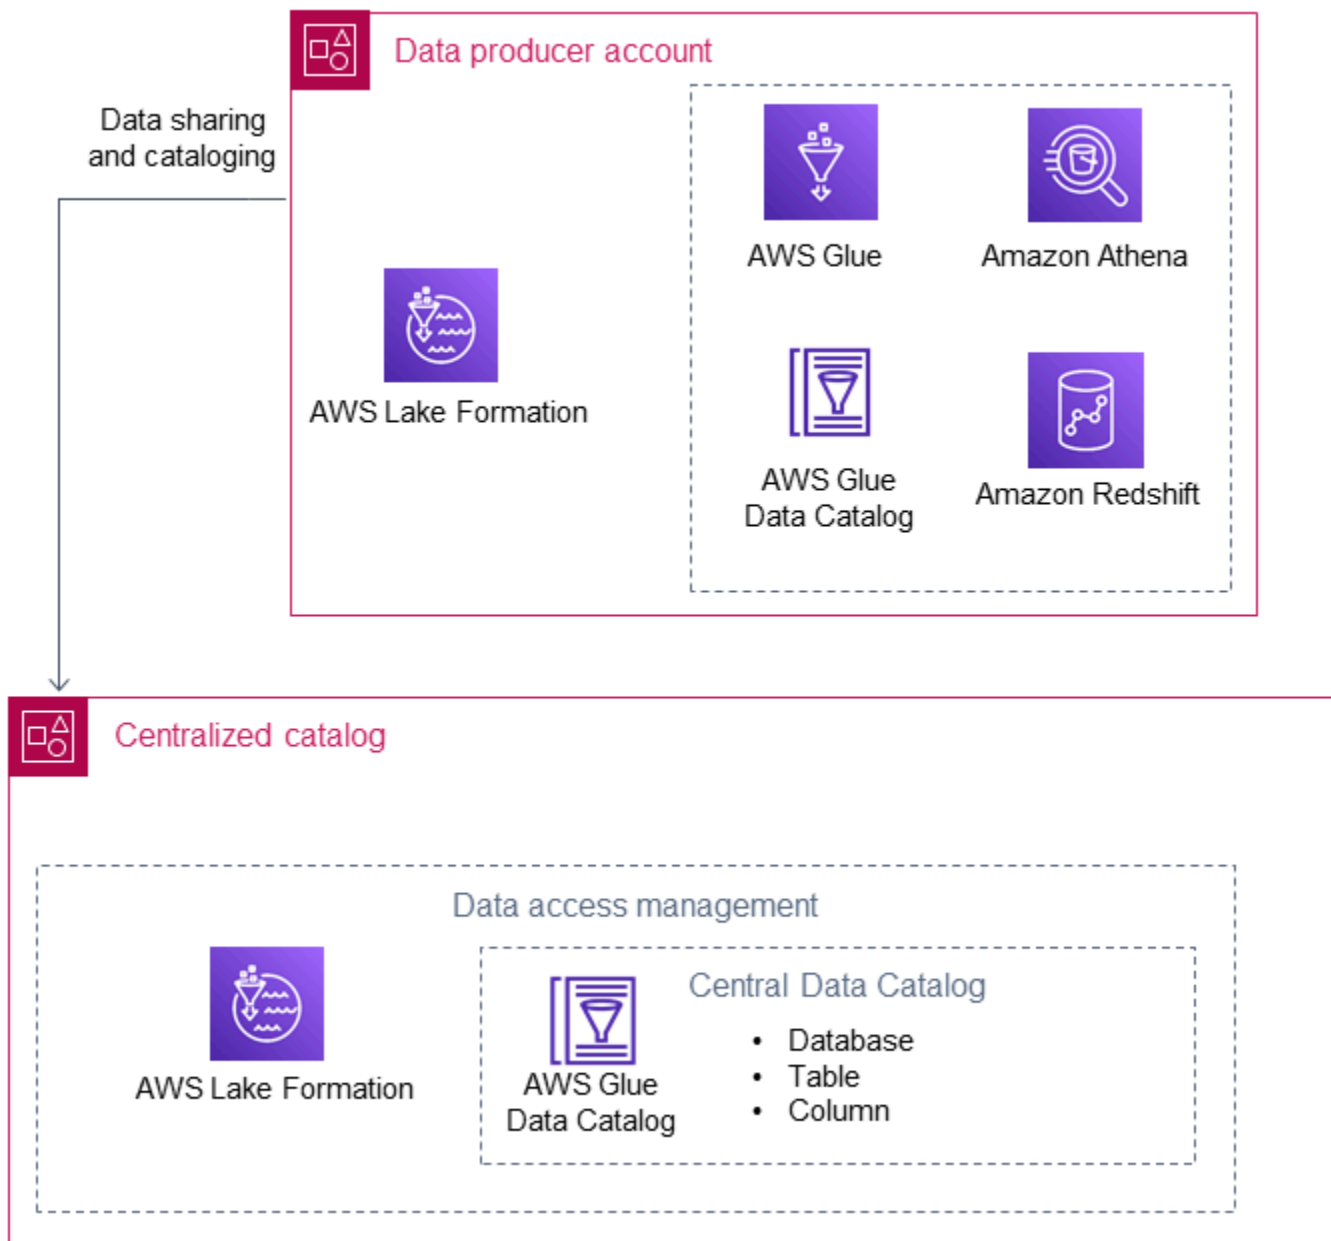 Data producer account
Data sharing
and cataloging
AWS Glue
Amazon Athena
AWS Lake Formation
AWS Glue
Data Catalog
Amazon Redshift
Centralized catalog
Data access management
Central Data Catalog
• Database
• Table
• Column
AWS Lake Formation
AWS Glue
Data Catalog